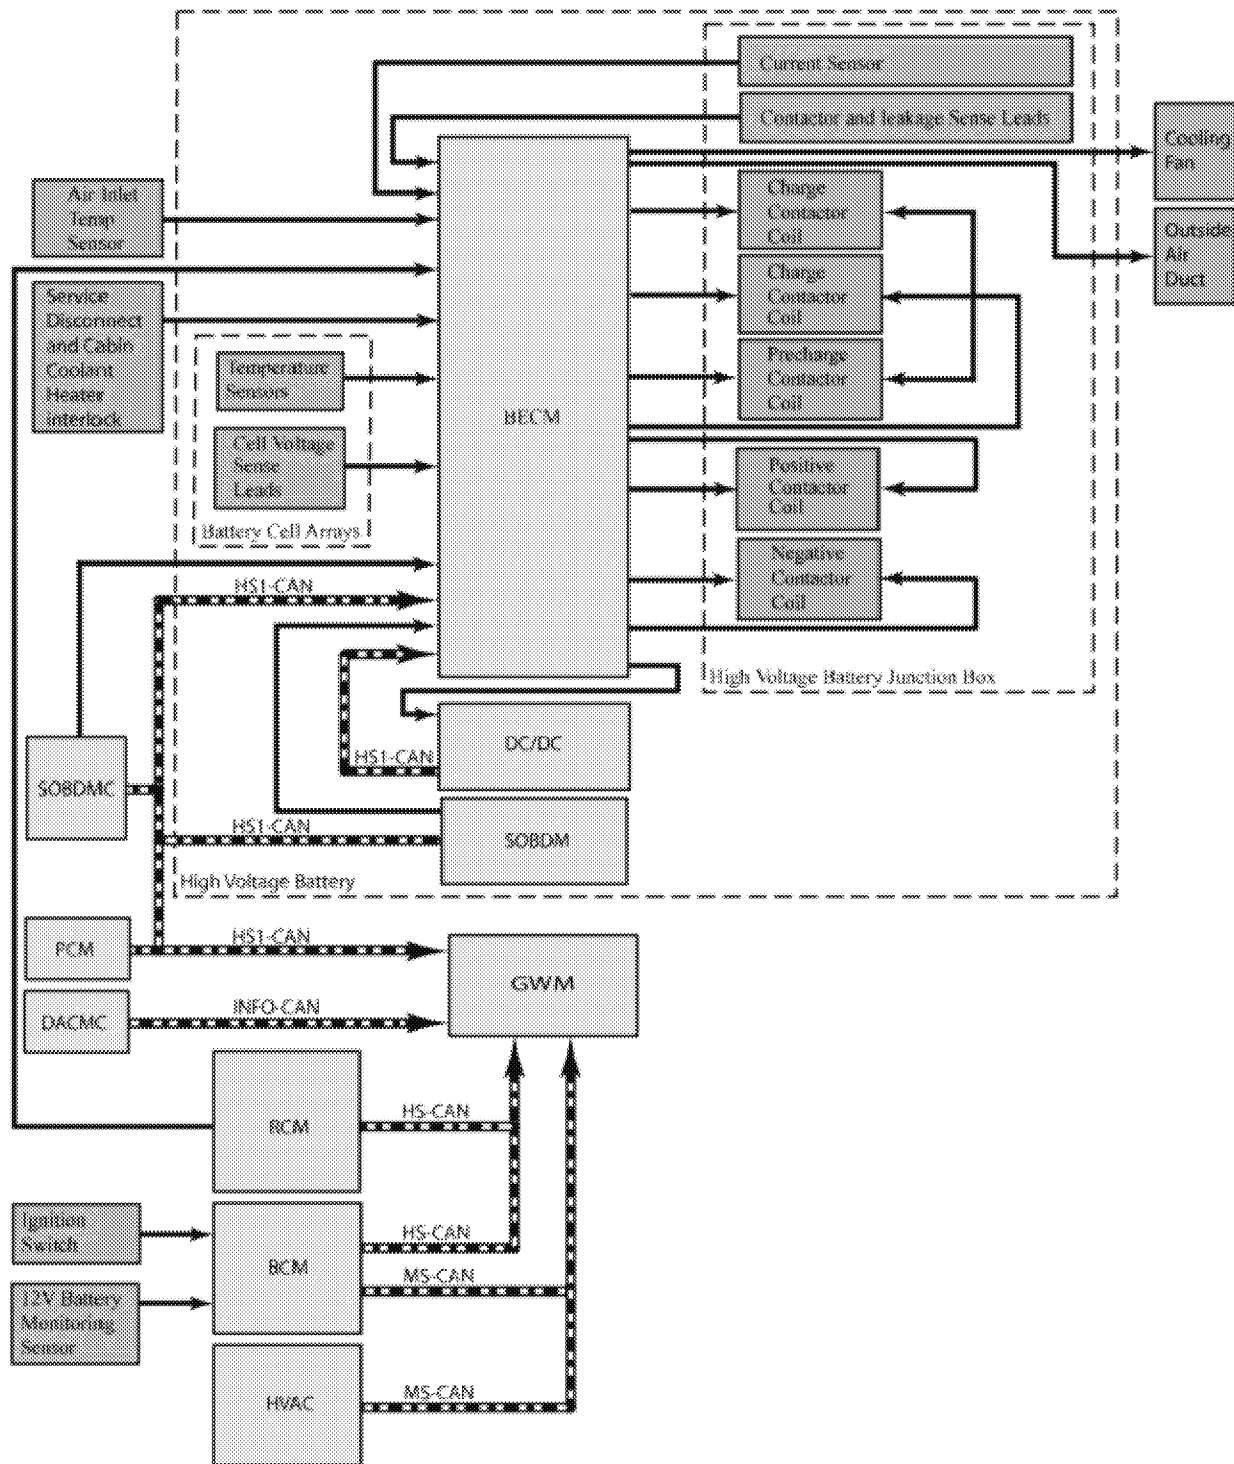 Current Sensor
Contactor and leakage Sense Leads
Cooling
Fan
Air Inlet
Temp
Sensor
Charge
Contactor
Coil
Outside
Air
Duct
Service
Disconnect
and Cabin
Coolant
Heater
interlock
Charge
Contactor
Coil
Temperature
Sensors
Precharge
Contactor
Coil
BECM
Cell Voltage
Sense
Leads
Positive
Contactor
Coil
Battery Cell Arrays
Negative
Contactor
Coil
HS1-CAN
High Voltage Battery Junction Box
DC/DC
HS1-CAN
SOBDMC
HS1-CAN
SOBDM
High Voltage Battery
PCM
HS1-CAN
GWM
DACMC
INFO-CAN
RCM
HS-CAN
Ignition
Switch
HS-CAN
BCM
MS-CAN
12V Battery
Monitoring
Sensor
HVAC
MS-CAN